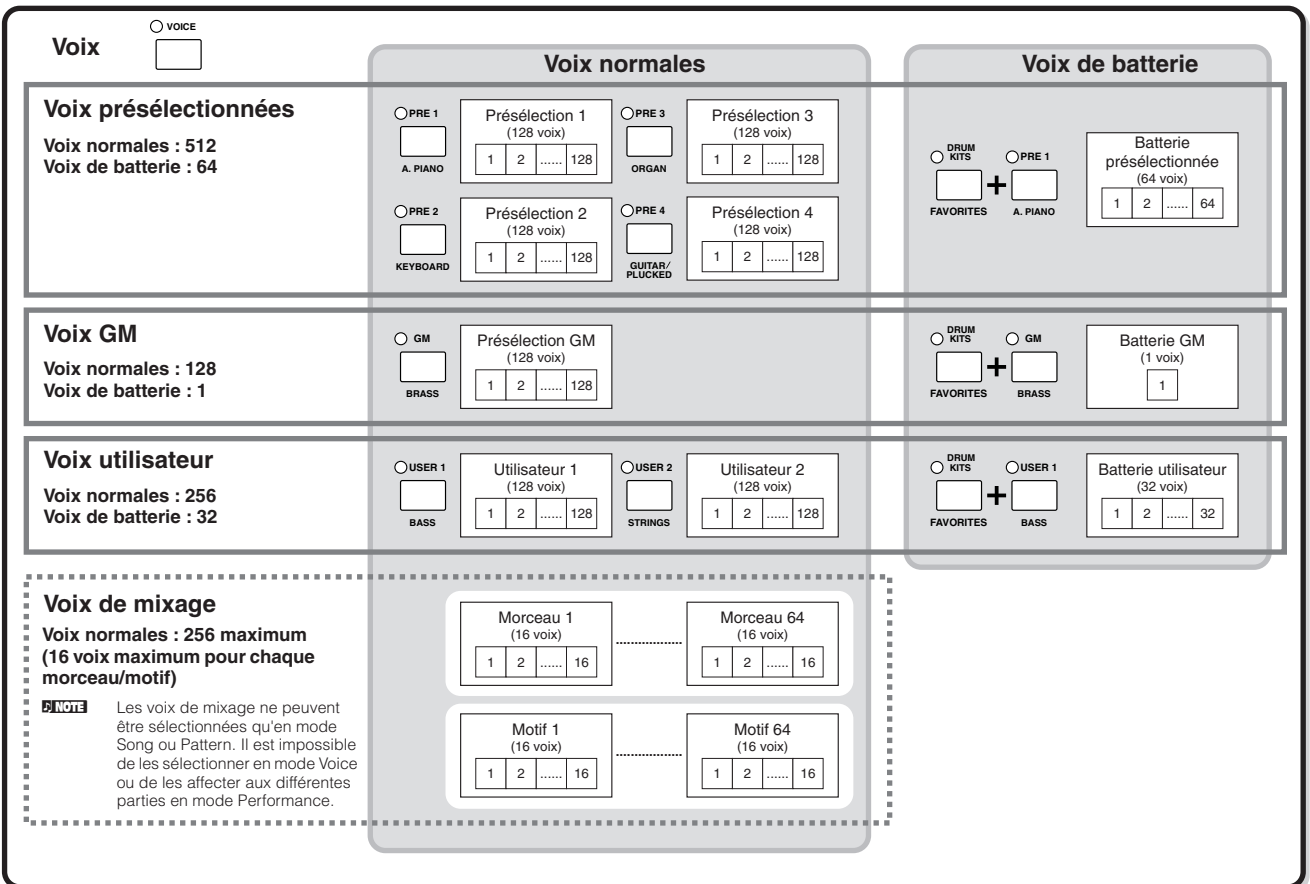 Voix
VOICE
Voix normales
Voix de batterie
Voix présélectionnées
Voix normales : 512
Voix de batterie : 64
PRE 1
A. PIANO
Présélection 1
(128 voix)
1 2 ...... 128
PRE 3
ORGAN
Présélection 3
(128 voix)
1 2 ...... 128
PRE 2
KEYBOARD
Présélection 2
(128 voix)
1 2 ...... 128
PRE 4
GUITAR/
PLUCKED
Présélection 4
(128 voix)
1 2 ...... 128
DRUM
KITS
FAVORITES
+
PRE 1
A. PIANO
Batterie
présélectionnée
(64 voix)
1 2 ...... 64
Voix GM
Voix normales : 128
Voix de batterie : 1
GM
BRASS
Présélection GM
(128 voix)
1 2 ...... 128
DRUM
KITS
FAVORITES
+
GM
BRASS
Batterie GM
(1 voix)
1
Voix utilisateur
Voix normales : 256
Voix de batterie : 32
USER 1
BASS
Utilisateur 1
(128 voix)
1 2 ...... 128
USER 2
STRINGS
Utilisateur 2
(128 voix)
1 2 ...... 128
DRUM
KITS
FAVORITES
+
USER 1
BASS
Batterie utilisateur
(32 voix)
1 2 ...... 32
Voix de mixage
Voix normales : 256 maximum
(16 voix maximum pour chaque
morceau/motif)
NOTE
Les voix de mixage ne peuvent
être sélectionnées qu'en mode
Song ou Pattern. Il est impossible
de les sélectionner en mode Voice
ou de les affecter aux différentes
parties en mode Performance.
Morceau 1
(16 voix)
1 2 ...... 16
Morceau 64
(16 voix)
1 2 ...... 16
Motif 1
(16 voix)
1 2 ...... 16
Motif 64
(16 voix)
1 2 ...... 16